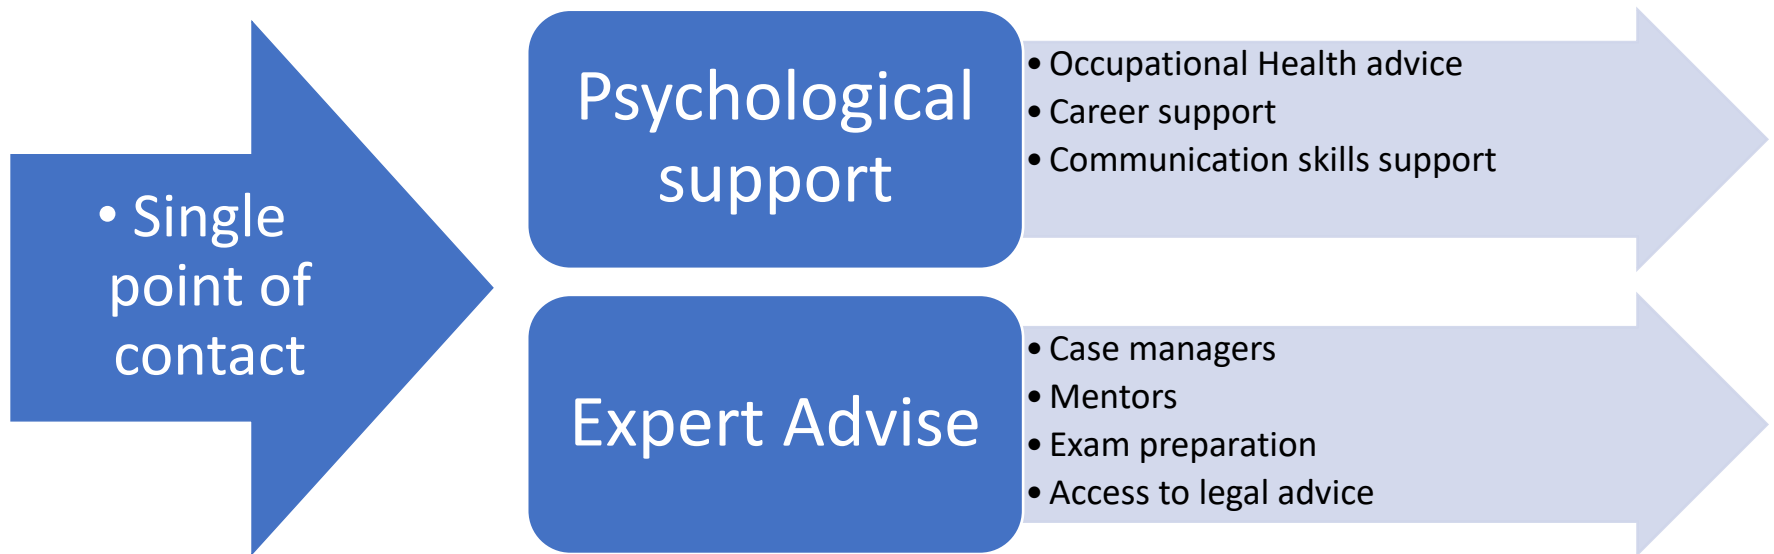 • Single
point of
contact
Psychological
support
• Occupational Health advice
• Career support
• Communication skills support
Expert Advise
• Case managers
• Mentors
• Exam preparation
• Access to legal advice